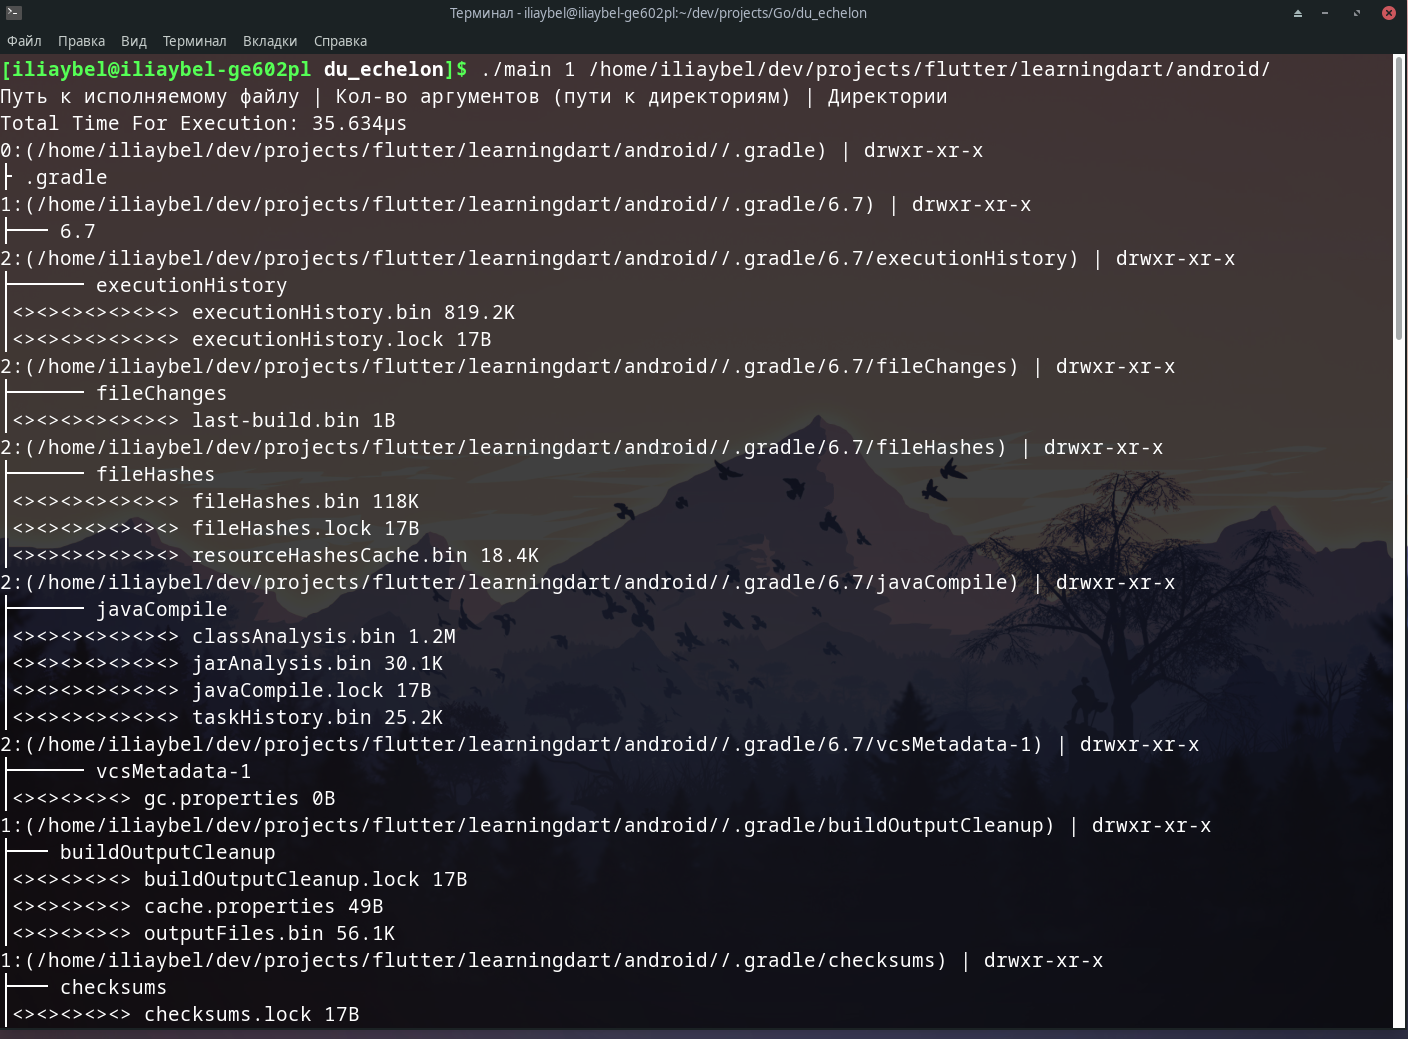 Терминал - iliaybel@iliaybel-ge602pl:~/dev/projects/Go/du_echelon
Файл Правка Вид Терминал Вкладки Справка
[iliaybel@iliaybel-ge602pl du_echelon]$ ./main 1 /home/iliaybel/dev/projects/flutter/learningdart/android/
Путь к исполняемому файлу | Кол-во аргументов (пути к директориям) | Директории
Total Time For Execution: 35.634µs
0:(/home/iliaybel/dev/projects/flutter/learningdart/android//.gradle) | drwxr-xr-x
├ .gradle
1:(/home/iliaybel/dev/projects/flutter/learningdart/android//.gradle/6.7) | drwxr-xr-x
├─── 6.7
2:(/home/iliaybel/dev/projects/flutter/learningdart/android//.gradle/6.7/executionHistory) | drwxr-xr-x
├────── executionHistory
│<><><><><><><> executionHistory.bin 819.2K
│<><><><><><><> executionHistory.lock 17B
2:(/home/iliaybel/dev/projects/flutter/learningdart/android//.gradle/6.7/fileChanges) | drwxr-xr-x
├────── fileChanges
│<><><><><><><> last-build.bin 1B
2:(/home/iliaybel/dev/projects/flutter/learningdart/android//.gradle/6.7/fileHashes) | drwxr-xr-x
├────── fileHashes
│<><><><><><><> fileHashes.bin 118K
│<><><><><><><> fileHashes.lock 17B
│<><><><><><><> resourceHashesCache.bin 18.4K
2:(/home/iliaybel/dev/projects/flutter/learningdart/android//.gradle/6.7/javaCompile) | drwxr-xr-x
├────── javaCompile
│<><><><><><><> classAnalysis.bin 1.2M
│<><><><><><><> jarAnalysis.bin 30.1K
│<><><><><><><> javaCompile.lock 17B
│<><><><><><><> taskHistory.bin 25.2K
2:(/home/iliaybel/dev/projects/flutter/learningdart/android//.gradle/6.7/vcsMetadata-1) | drwxr-xr-x
├────── vcsMetadata-1
│<><><><><> gc.properties 0B
1:(/home/iliaybel/dev/projects/flutter/learningdart/android//.gradle/buildOutputCleanup) | drwxr-xr-x
├─── buildOutputCleanup
│<><><><><> buildOutputCleanup.lock 17B
│<><><><><> cache.properties 49B
│<><><><><> outputFiles.bin 56.1K
1:(/home/iliaybel/dev/projects/flutter/learningdart/android//.gradle/checksums) | drwxr-xr-x
├─── checksums
│<><><><><> checksums.lock 17B